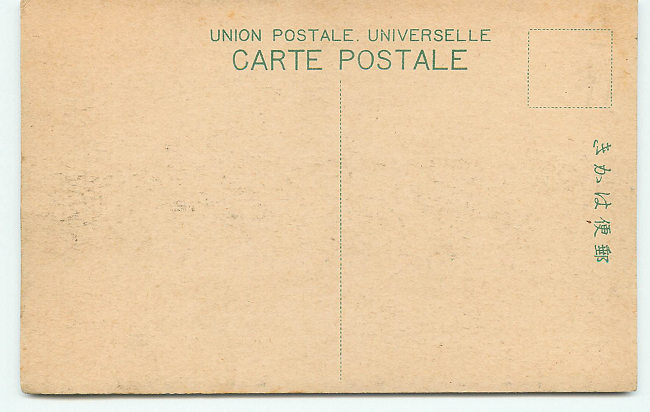 UNION POSTALE. UNIVERSELLE
CARTE POSTALE
きかは便郵